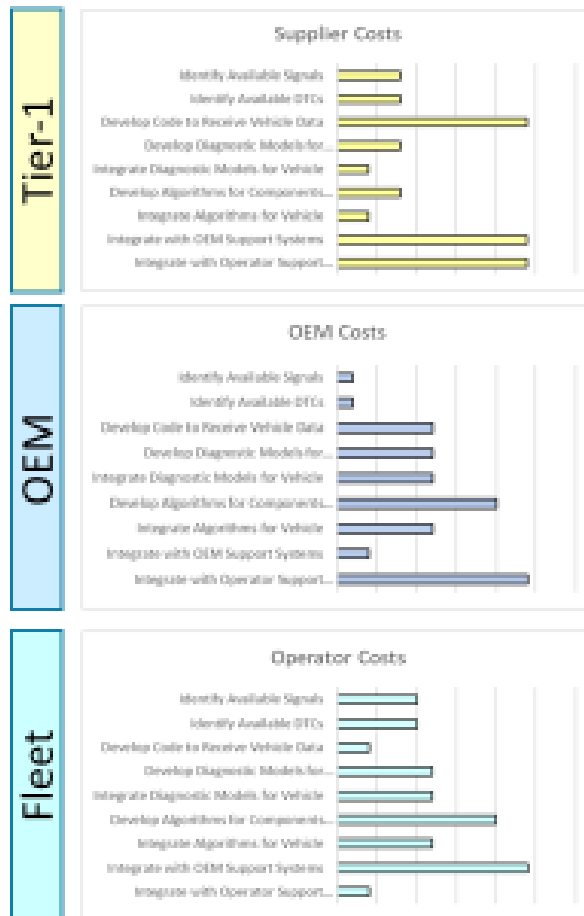 Tier-1
Supplier Costs
Identify Available Signals
Identify Available DTCs
Develop Code to Receive Vehicle Data
Develop Diagnostic Models for...
Integrate Diagnostic Models for Vehicle
Develop Algorithms for Components...
Integrate Algorithms for Vehicle
Integrate with OEM Support Systems
Integrate with Operator Support...
OEM
OEM Costs
Identify Available Signals
Identify Available DTCs
Develop Code to Receive Vehicle Data
Develop Diagnostic Models for...
Integrate Diagnostic Models for Vehicle
Develop Algorithms for Components...
Integrate Algorithms for Vehicle
Integrate with OEM Support Systems
Integrate with Operator Support...
Fleet
Operator Costs
Identify Available Signals
Identify Available DTCs
Develop Code to Receive Vehicle Data
Develop Diagnostic Models for...
Integrate Diagnostic Models for Vehicle
Develop Algorithms for Components...
Integrate Algorithms for Vehicle
Integrate with OEM Support Systems
Integrate with Operator Support...